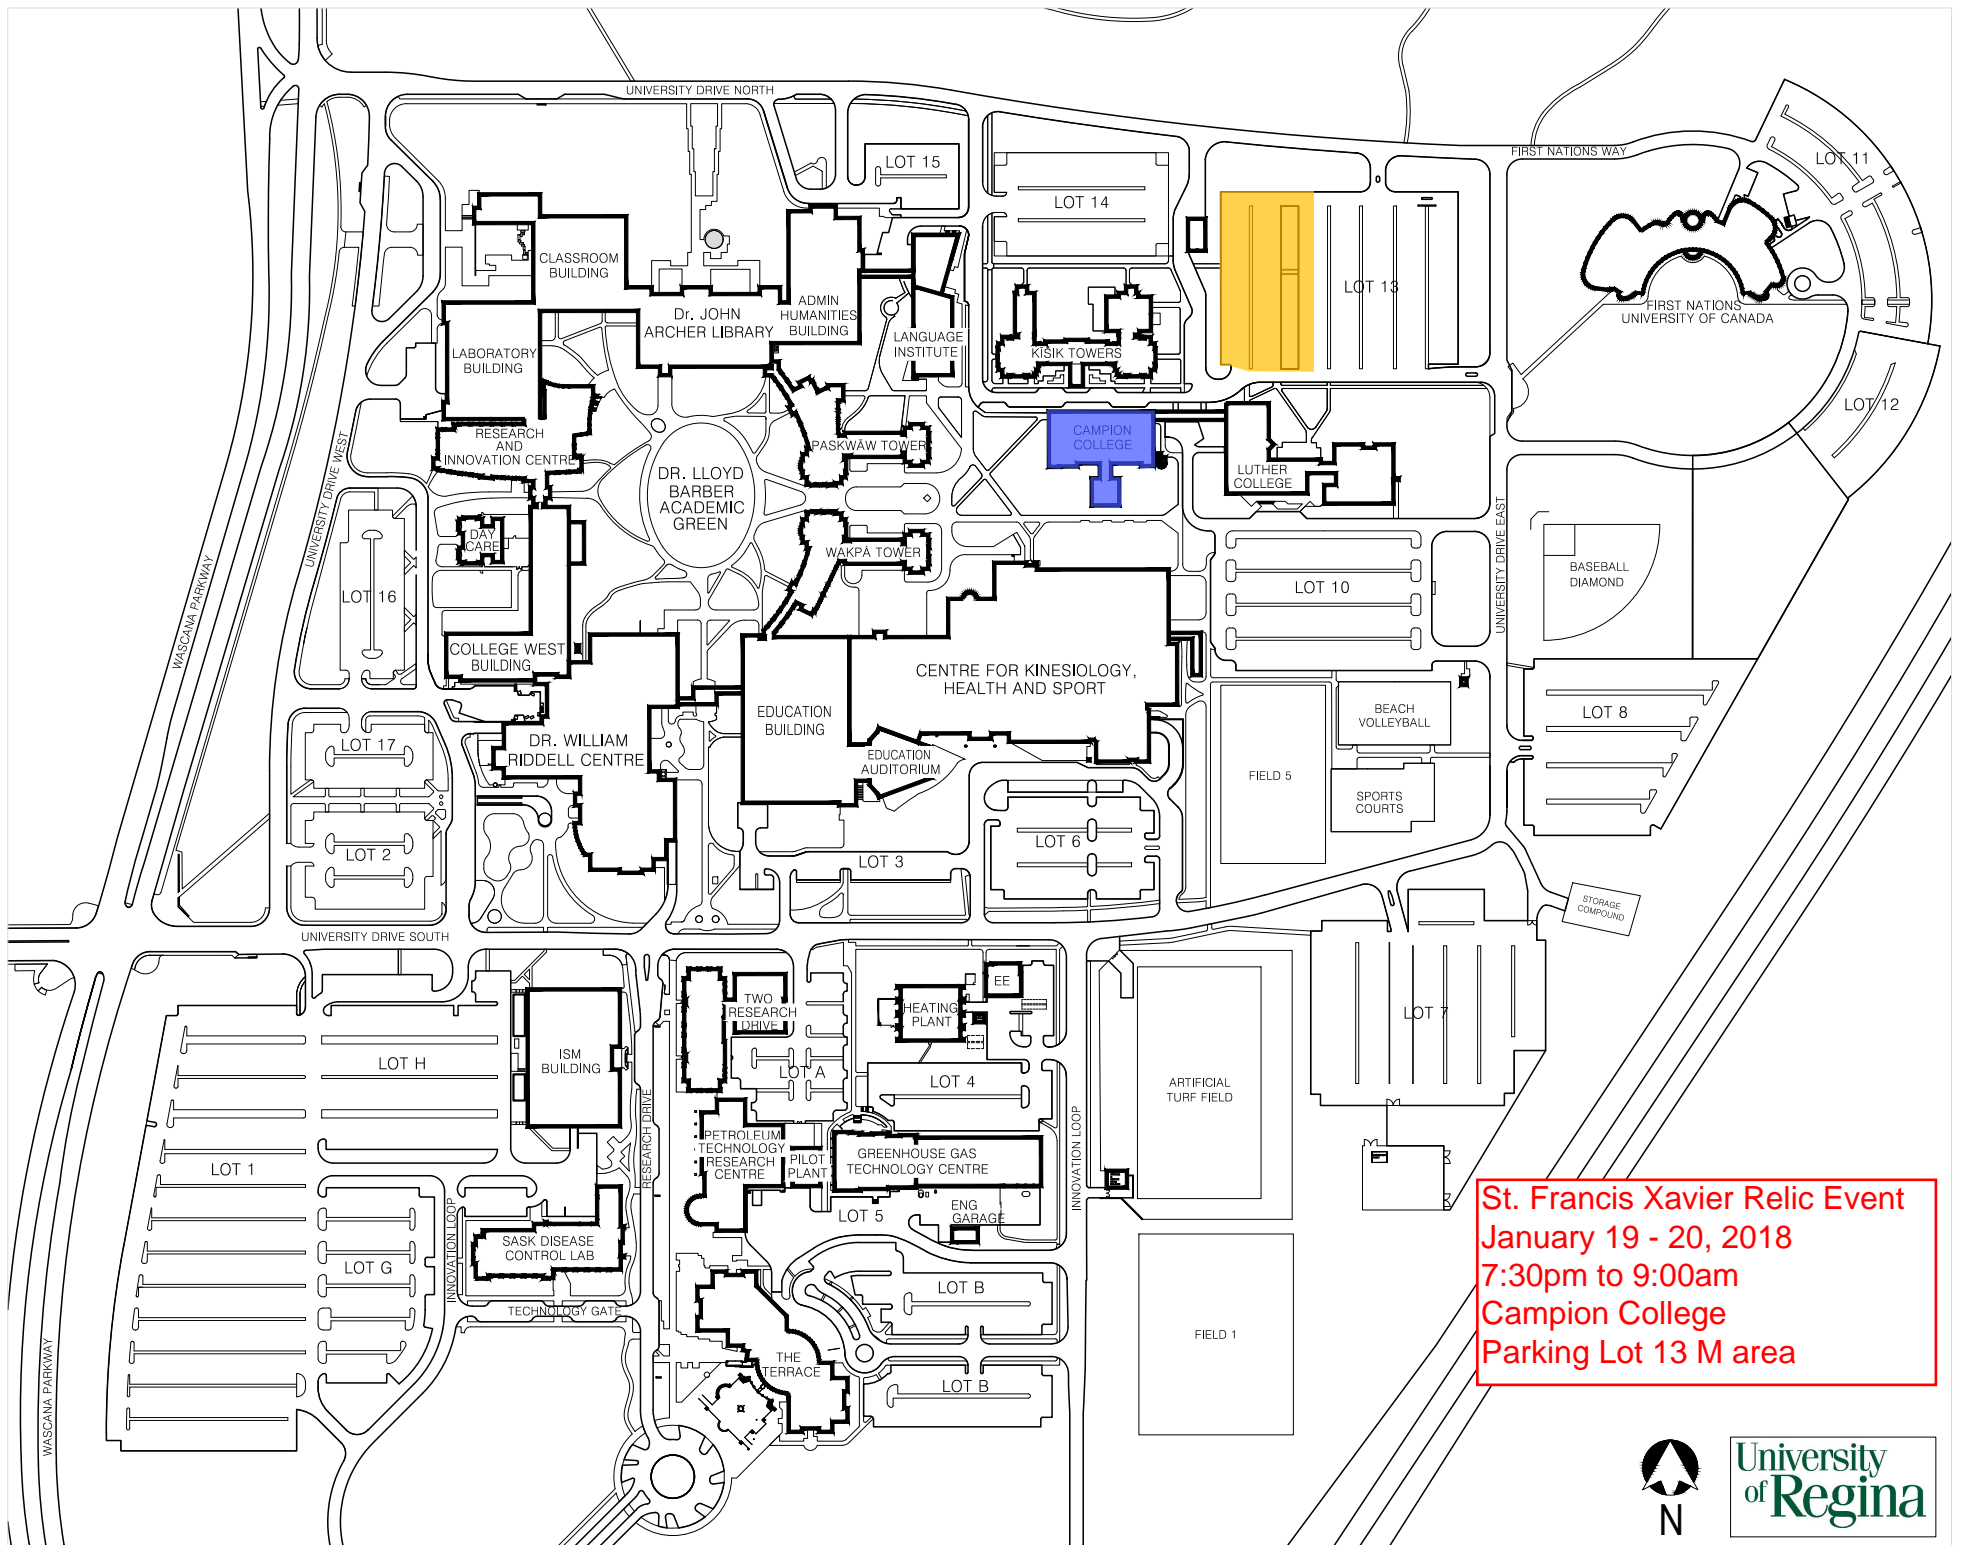 UNIVERSITY DRIVE NORTH
FIRST NATIONS WAY
LOT 11
LOT 15
LOT 14
CLASSROOM
BUILDING
Dr. JOHN
ARCHER LIBRARY
ADMIN
HUMANITIES
BUILDING
LANGUAGE
INSTITUTE
KĪSIK TOWERS
LOT 13
FIRST NATIONS
UNIVERSITY OF CANADA
LABORATORY
BUILDING
LOT 12
RESEARCH
AND
INNOVATION CENTRE
PASKWĀW TOWER
CAMPION
COLLEGE
LUTHER
COLLEGE
DR. LLOYD
BARBER
ACADEMIC
GREEN
UNIVERSITY DRIVE WEST
UNIVERSITY DRIVE EAST
WASCANA PARKWAY
DAY
CARE
WAKPĀ TOWER
LOT 16
LOT 10
BASEBALL
DIAMOND
COLLEGE WEST
BUILDING
CENTRE FOR KINESIOLOGY,
HEALTH AND SPORT
EDUCATION
BUILDING
BEACH
VOLLEYBALL
LOT 8
LOT 17
DR. WILLIAM
RIDDELL CENTRE
EDUCATION
AUDITORIUM
FIELD 5
SPORTS
COURTS
LOT 2
LOT 3
LOT 6
STORAGE
COMPOUND
UNIVERSITY DRIVE SOUTH
TWO
RESEARCH
DRIVE
HEATING
PLANT
EE
LOT 7
LOT H
ISM
BUILDING
LOT A
LOT 4
ARTIFICIAL
TURF FIELD
RESEARCH DRIVE
INNOVATION LOOP
PETROLEUM
TECHNOLOGY
RESEARCH
CENTRE
PILOT
PLANT
GREENHOUSE GAS
TECHNOLOGY CENTRE
LOT 1
LOT 5
ENG
GARAGE
INNOVATION LOOP
SASK DISEASE
CONTROL LAB
LOT G
LOT B
TECHNOLOGY GATE
FIELD 1
THE
TERRACE
LOT B
WASCANA PARKWAY
St. Francis Xavier Relic Event
January 19 - 20, 2018
7:30pm to 9:00am
Campion College
Parking Lot 13 M area
N
University
of Regina